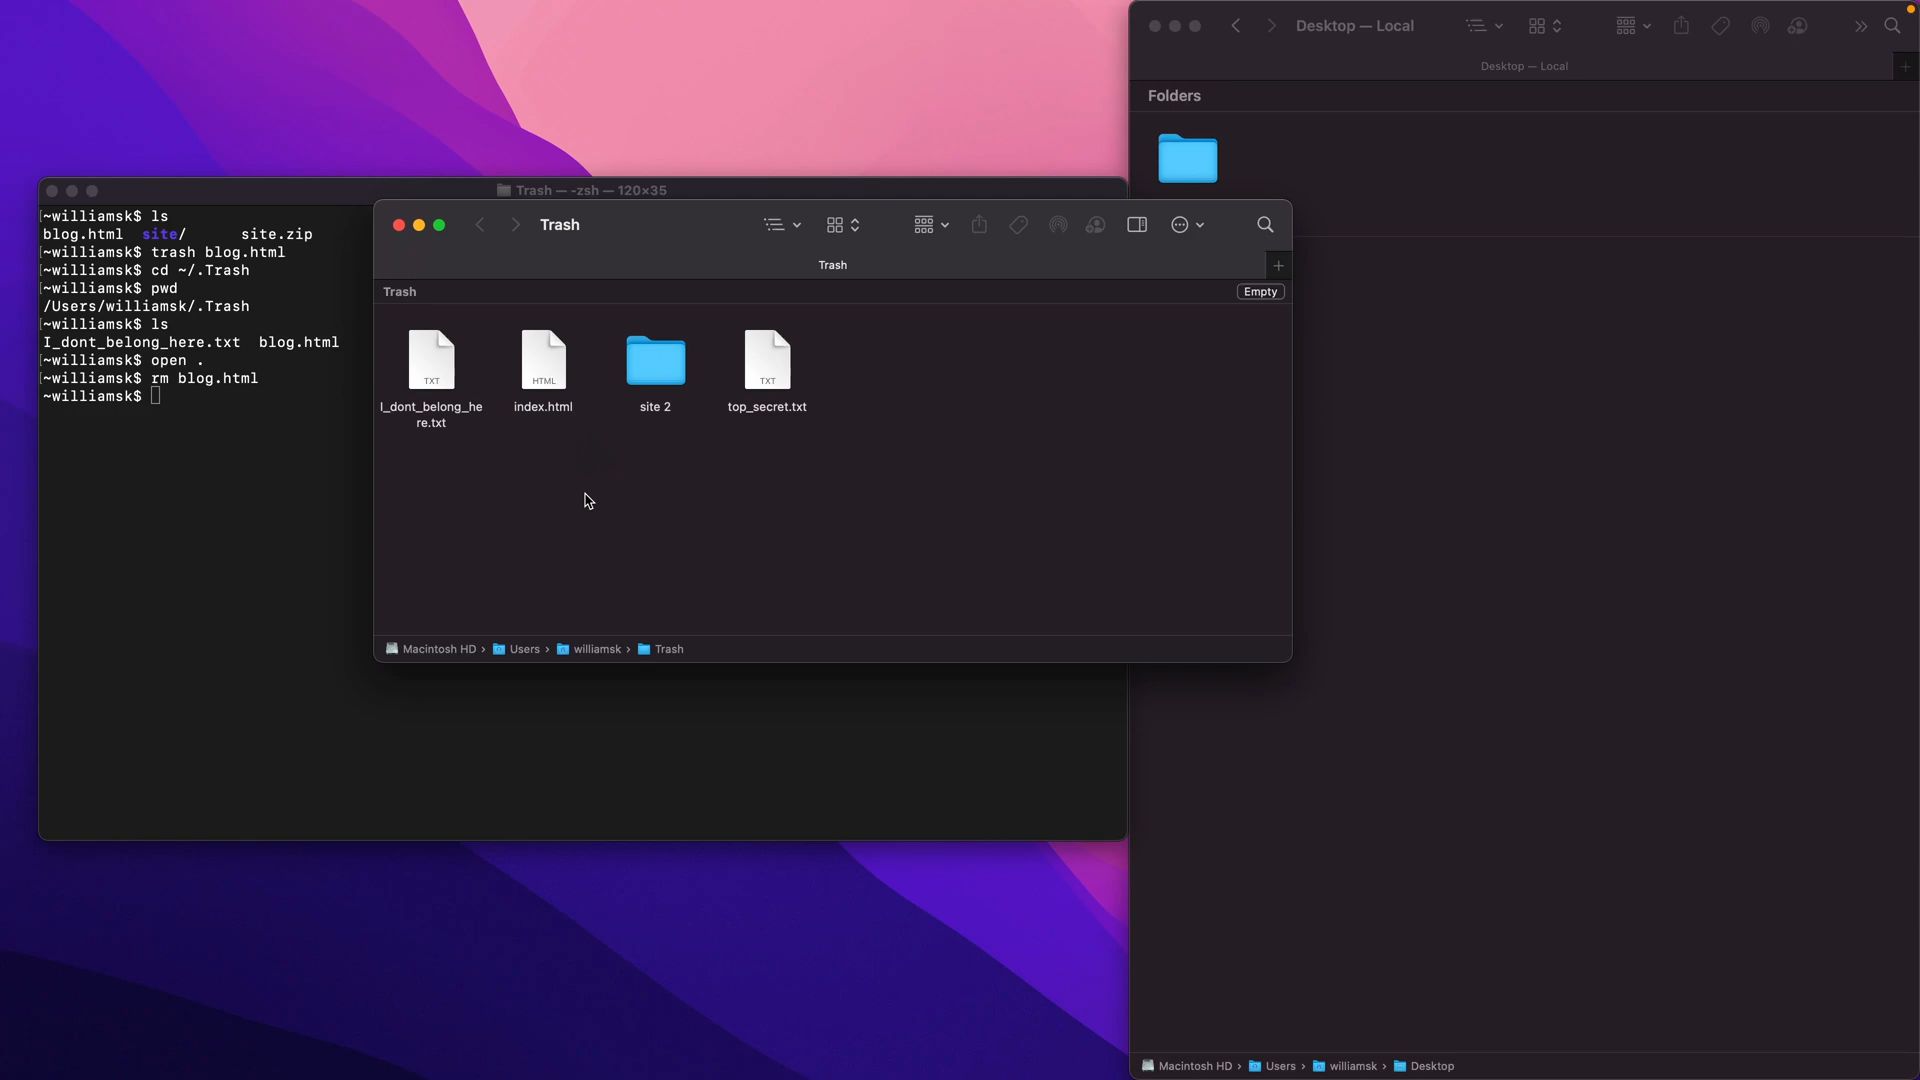 Trash — -zsh — 120×35
~williamsk$ ls
blog.html site/ site.zip
~williamsk$ trash blog.html
~williamsk$ cd ~/.Trash
~williamsk$ pwd
/Users/williamsk/.Trash
~williamsk$ ls
I_dont_belong_here.txt blog.html
~williamsk$ open .
~williamsk$ rm blog.html
~williamsk$
Trash
Trash
Trash
Empty
TXT
I_dont_belong_he
re.txt
HTML
index.html
site 2
TXT
top_secret.txt
Macintosh HD › Users › williamsk › Trash
Desktop — Local
Desktop — Local
Folders
Macintosh HD › Users › williamsk › Desktop